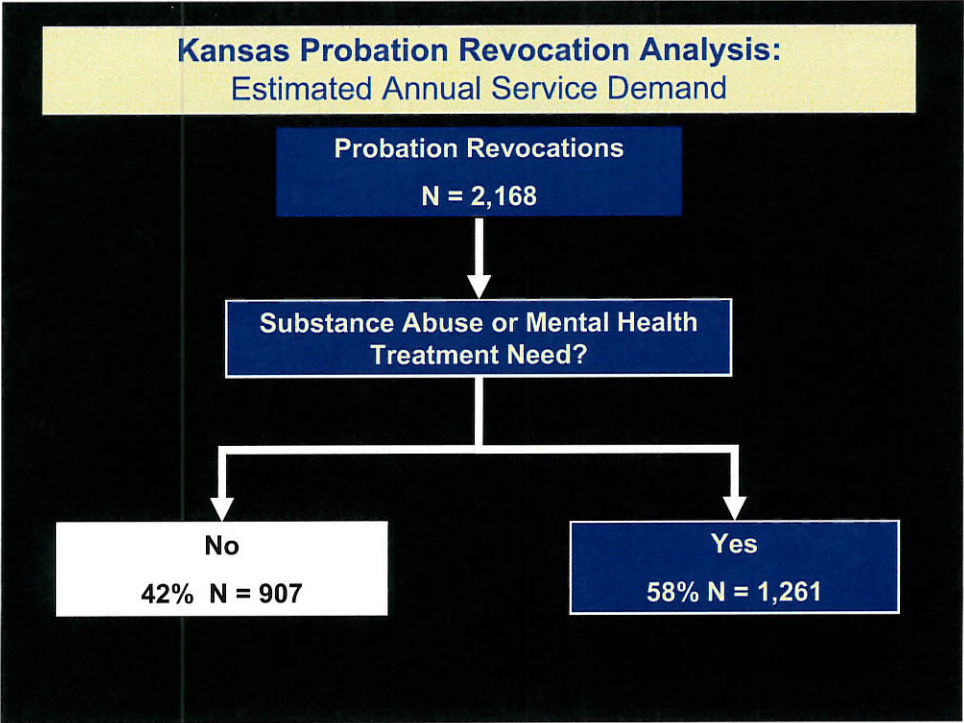 Kansas Probation Revocation Analysis:
Estimated Annual Service Demand
Probation Revocations
N = 2,168
Substance Abuse or Mental Health
Treatment Need?
No
42%  N = 907
Yes
58% N = 1,261